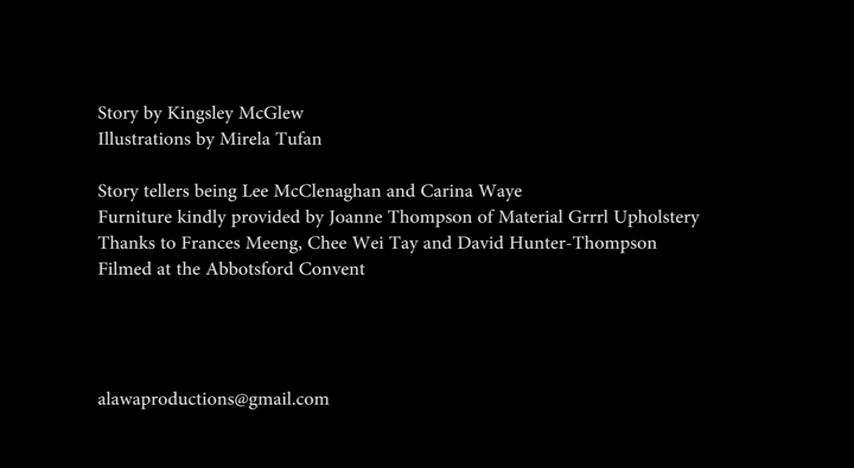 Story by Kingsley McGlew
Illustrations by Mirela Tufan
Story tellers being Lee McClenaghan and Carina Waye
Furniture kindly provided by Joanne Thompson of Material Grrrl Upholstery
Thanks to Frances Meeng, Chee Wei Tay and David Hunter-Thompson
Filmed at the Abbotsford Convent
alawaproductions@gmail.com